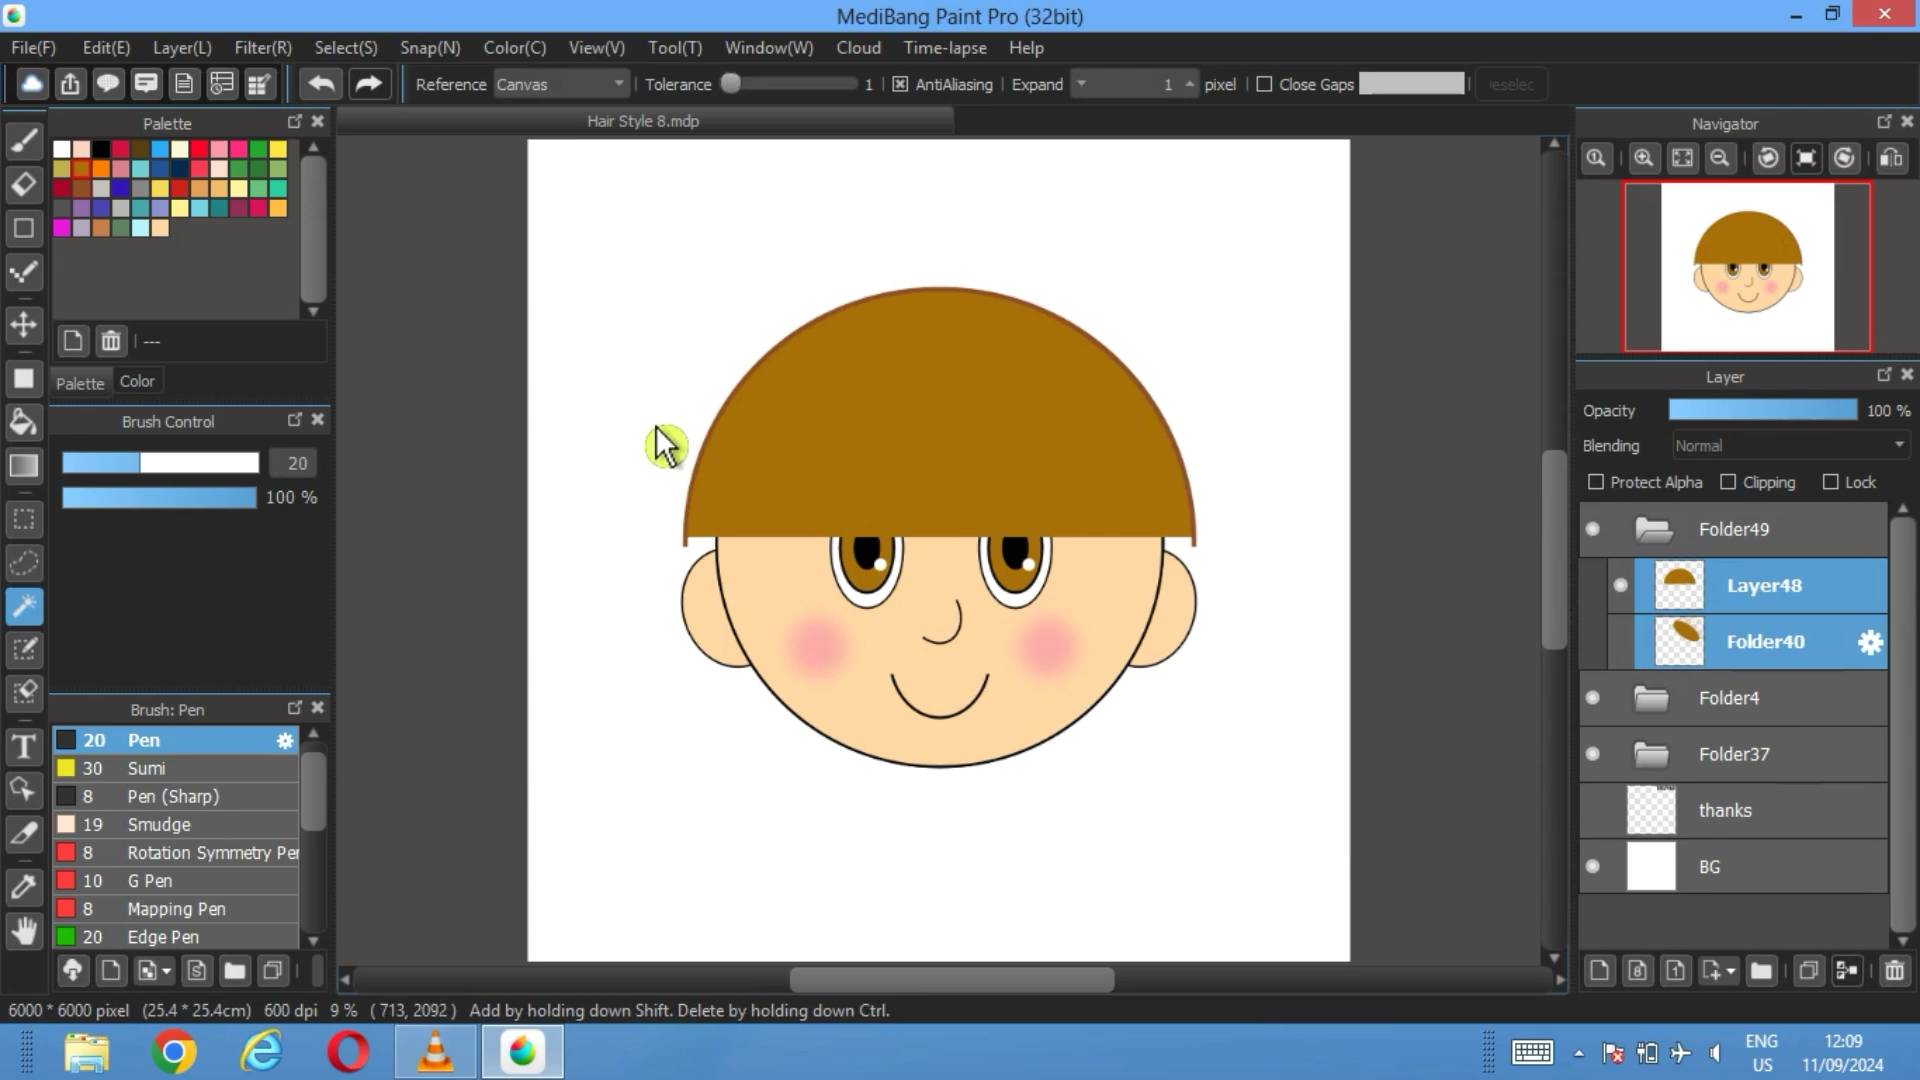 MediBang Paint Pro (32bit)
File(F) Edit(E) Layer(L) Filter(R) Select(S) Snap(N) Color(C) View(V) Tool(T) Window(W) Cloud Time-lapse Help
Reference Canvas Tolerance 1 AntiAliasing Expand 1 pixel Close Gaps
Palette
Hair Style 8.mdp
Navigator
---
Palette Color
Layer
Opacity 100 %
Brush Control
Blending Normal
20
Protect Alpha Clipping Lock
100 %
Folder49
Layer48
Folder40
Folder4
Brush: Pen
20 Pen
Folder37
30 Sumi
8 Pen (Sharp)
thanks
19 Smudge
8 Rotation Symmetry Pe
BG
10 G Pen
8 Mapping Pen
20 Edge Pen
6000 * 6000 pixel (25.4 * 25.4cm) 600 dpi 9 % ( 713, 2092 ) Add by holding down Shift. Delete by holding down Ctrl.
ENG
US
12:09
11/09/2024